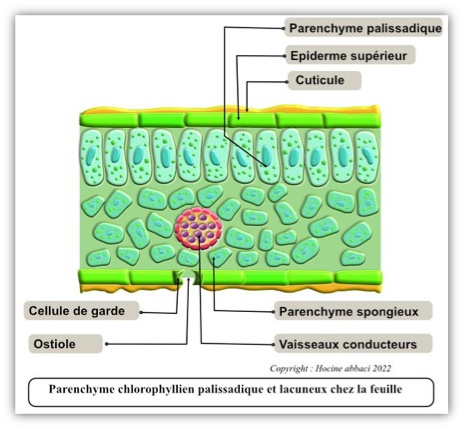 Parenchyme palissadique
Epiderme supérieur
Cuticule
Cellule de garde
Parenchyme spongieux
Ostiole
Vaisseaux conducteurs
Copyright : Hocine abbaci 2022
Parenchyme chlorophyllien palissadique et lacuneux chez la feuille